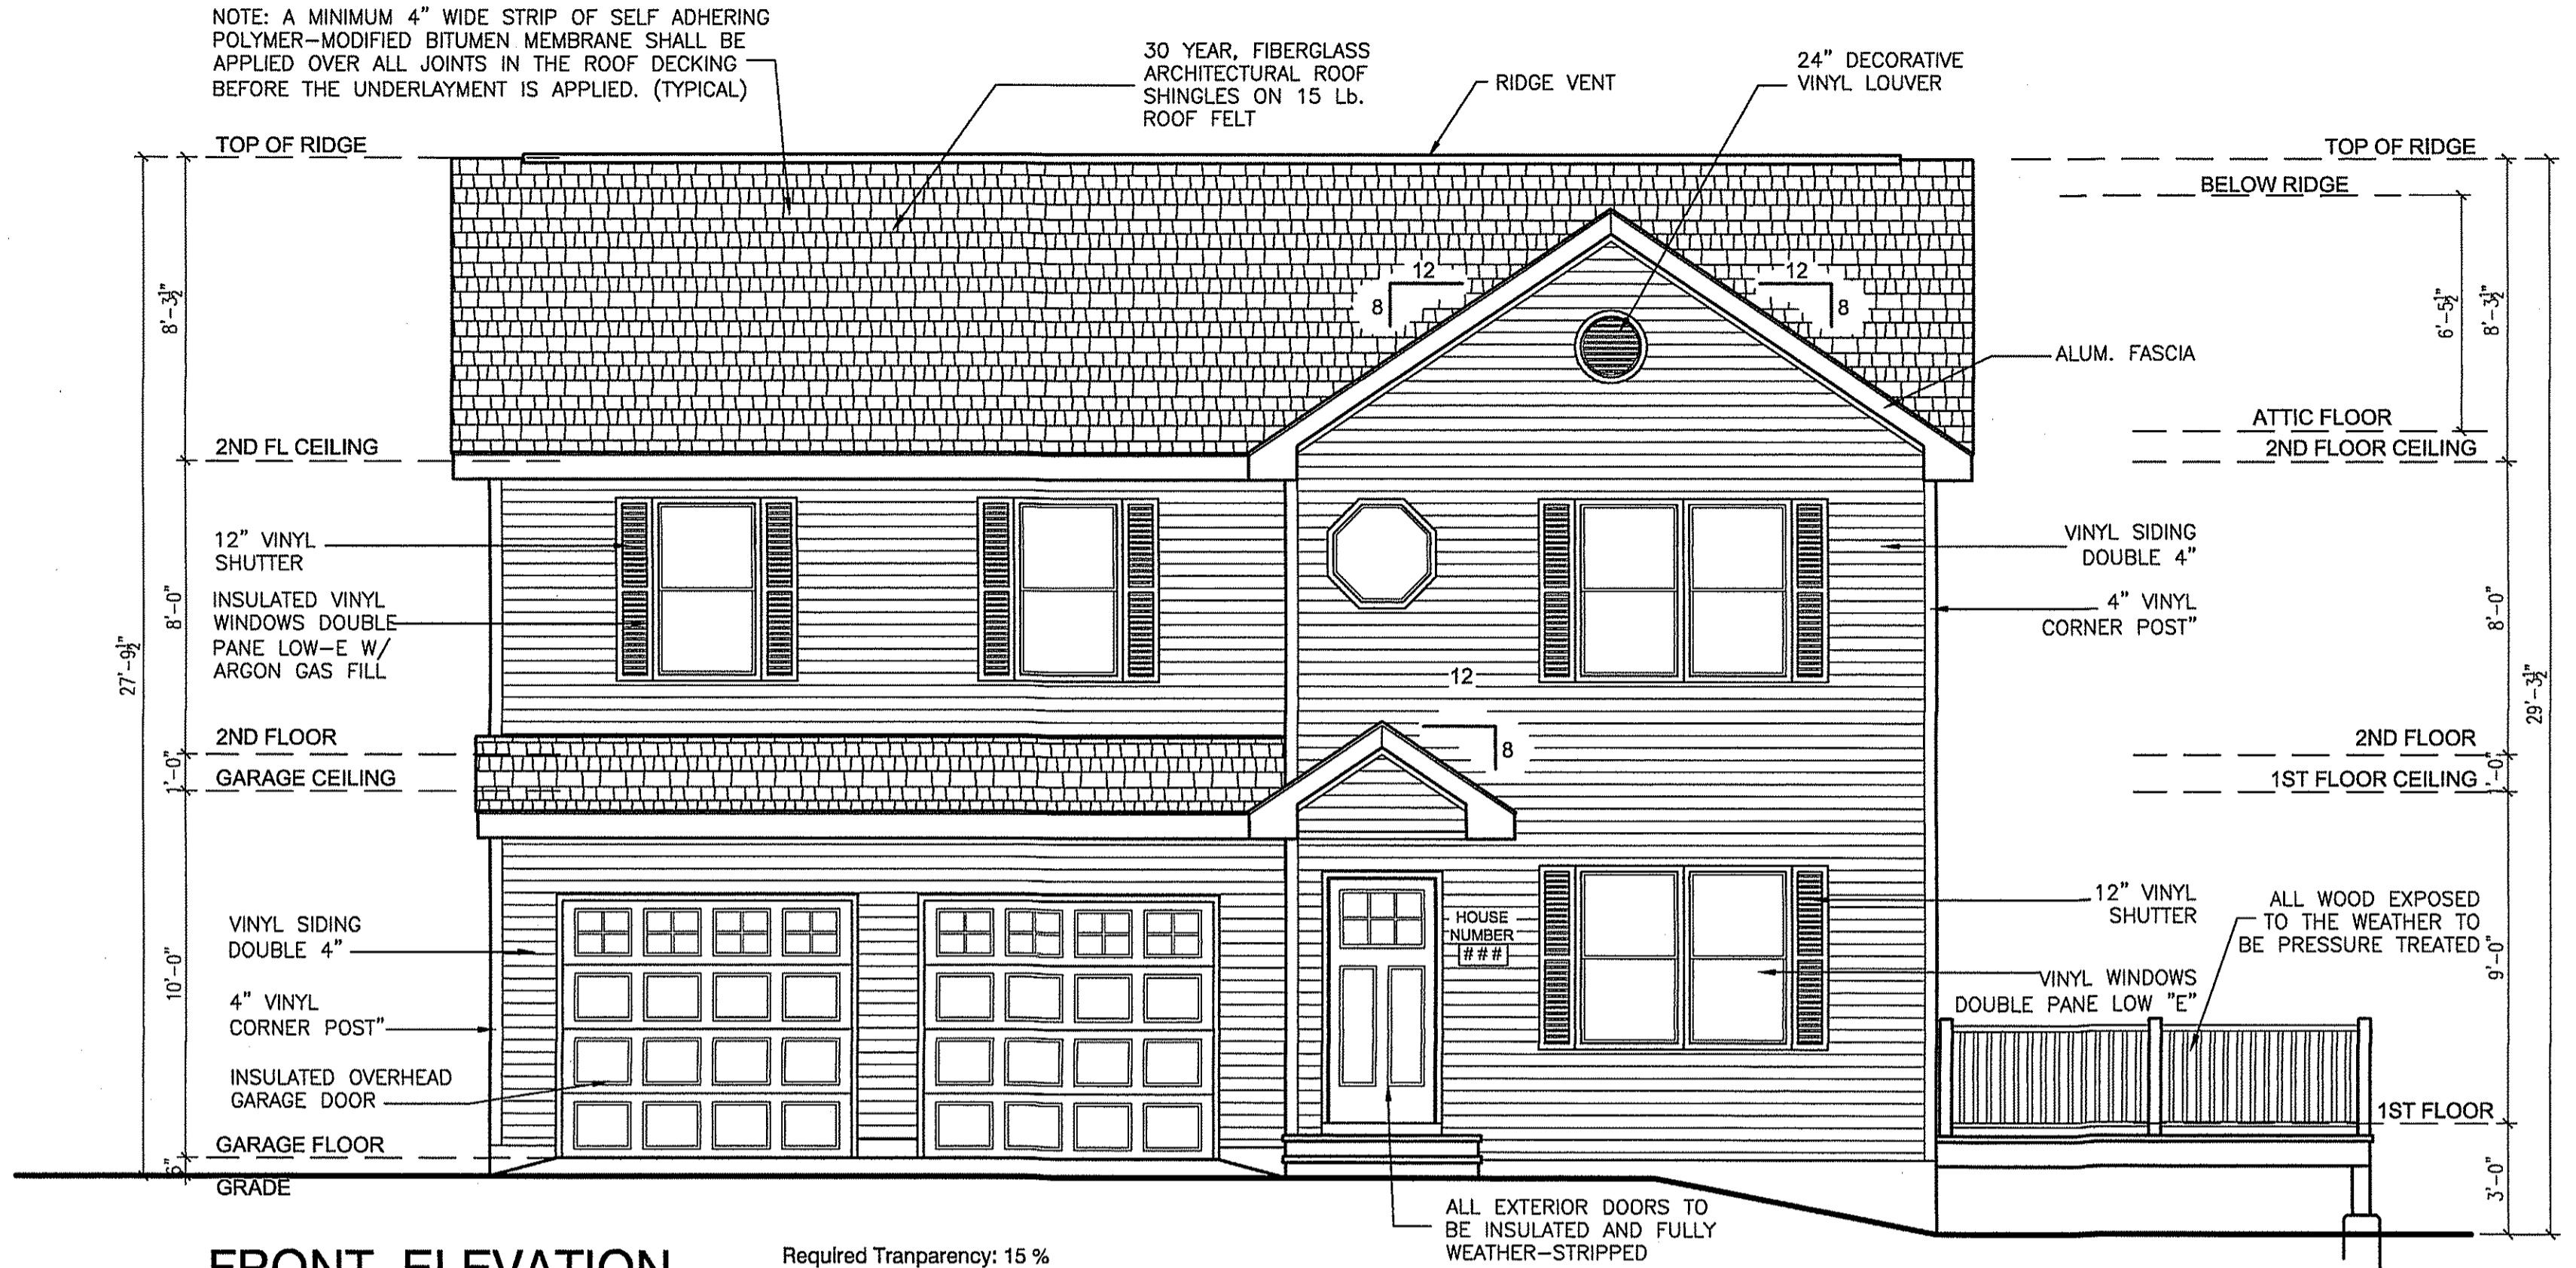 NOTE: A MINIMUM 4" WIDE STRIP OF SELF ADHERING
POLYMER-MODIFIED BITUMEN MEMBRANE SHALL BE
APPLIED OVER ALL JOINTS IN THE ROOF DECKING
BEFORE THE UNDERLAYMENT IS APPLIED. (TYPICAL)
30 YEAR, FIBERGLASS
ARCHITECTURAL ROOF
SHINGLES ON 15 Lb.
ROOF FELT
RIDGE VENT
24" DECORATIVE
VINYL LOUVER
TOP OF RIDGE
TOP OF RIDGE
BELOW RIDGE
12
8
12
8
8'-3½"
6'-5½"
8'-3½"
ALUM. FASCIA
ATTIC FLOOR
2ND FL CEILING
2ND FLOOR CEILING
12" VINYL
SHUTTER
INSULATED VINYL
WINDOWS DOUBLE
PANE LOW-E W/
ARGON GAS FILL
8'-0"
27'-9½"
VINYL SIDING
DOUBLE 4"
4" VINYL
CORNER POST"
8'-0"
29'-3½"
12
8
2ND FLOOR
GARAGE CEILING
1'-0"
2ND FLOOR
1ST FLOOR CEILING
1'-0"
VINYL SIDING
DOUBLE 4"
4" VINYL
CORNER POST"
INSULATED OVERHEAD
GARAGE DOOR
10'-0"
HOUSE
NUMBER
###
12" VINYL
SHUTTER
VINYL WINDOWS
DOUBLE PANE LOW "E"
ALL WOOD EXPOSED
TO THE WEATHER TO
BE PRESSURE TREATED
9'-0"
1ST FLOOR
GARAGE FLOOR
6"
GRADE
3'-0"
ALL EXTERIOR DOORS TO
BE INSULATED AND FULLY
WEATHER-STRIPPED
FRONT ELEVATION
Required Tranparency: 15 %